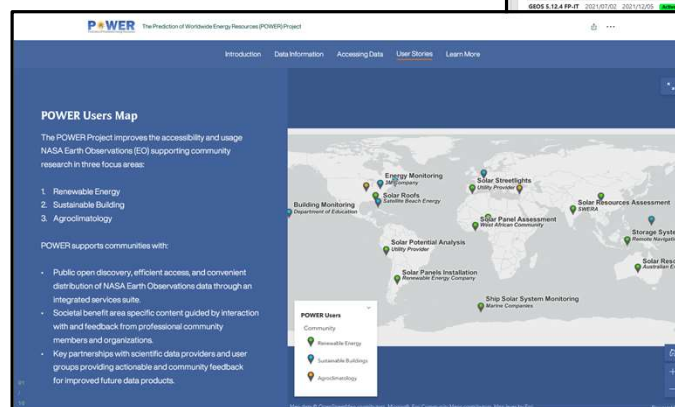 GEOS 5.12.4 FP-IT 2021/07/02 2021/12/05
POWER The Prediction of Worldwide Energy Resources (POWER) Project
Introduction Data Information Accessing Data User Stories Learn More
POWER Users Map
The POWER Project improves the accessibility and usage
NASA Earth Observations (EO) supporting community
research in three focus areas:
1. Renewable Energy
2. Sustainable Building
3. Agroclimatology
POWER supports communities with:
• Public open discovery, efficient access, and convenient
distribution of NASA Earth Observations data through an
integrated services suite.
• Societal benefit area specific content guided by interaction
with and feedback from professional community
members and organizations.
• Key partnerships with scientific data providers and user
groups providing actionable and community feedback
for improved future data products.
Energy Monitoring
3M Company
Solar Roofs
Satellite Beach Energy
Building Monitoring
Department of Education
Solar Streetlights
Utility Provider
Solar Resources Assessment
SWERA
Solar Panel Assessment
West African Community
Storage Syste
Remote Navigati
Solar Potential Analysis
Utility Provider
Solar Reso
Australian E
Solar Panels Installation
Renewable Energy Company
Ship Solar System Monitoring
Marine Companies
POWER Users
Community
Renewable Energy
Sustainable Buildings
Agroclimatology